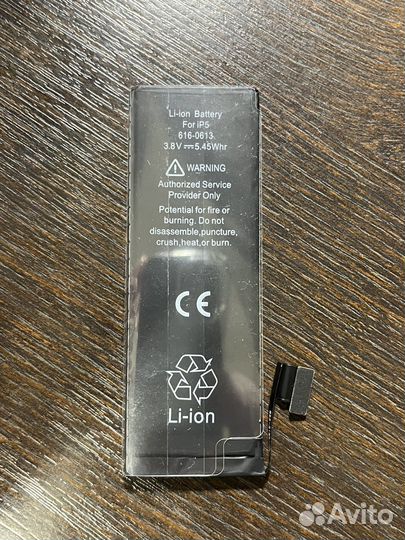 Li-ion Battery
For iP5
616-0613
3.8V⎓5.45Whr
WARNING
Authorized Service
Provider Only
Potential for fire or
burning. Do not
disassemble,puncture,
crush,heat,or burn.
CE
Li-ion
Avito